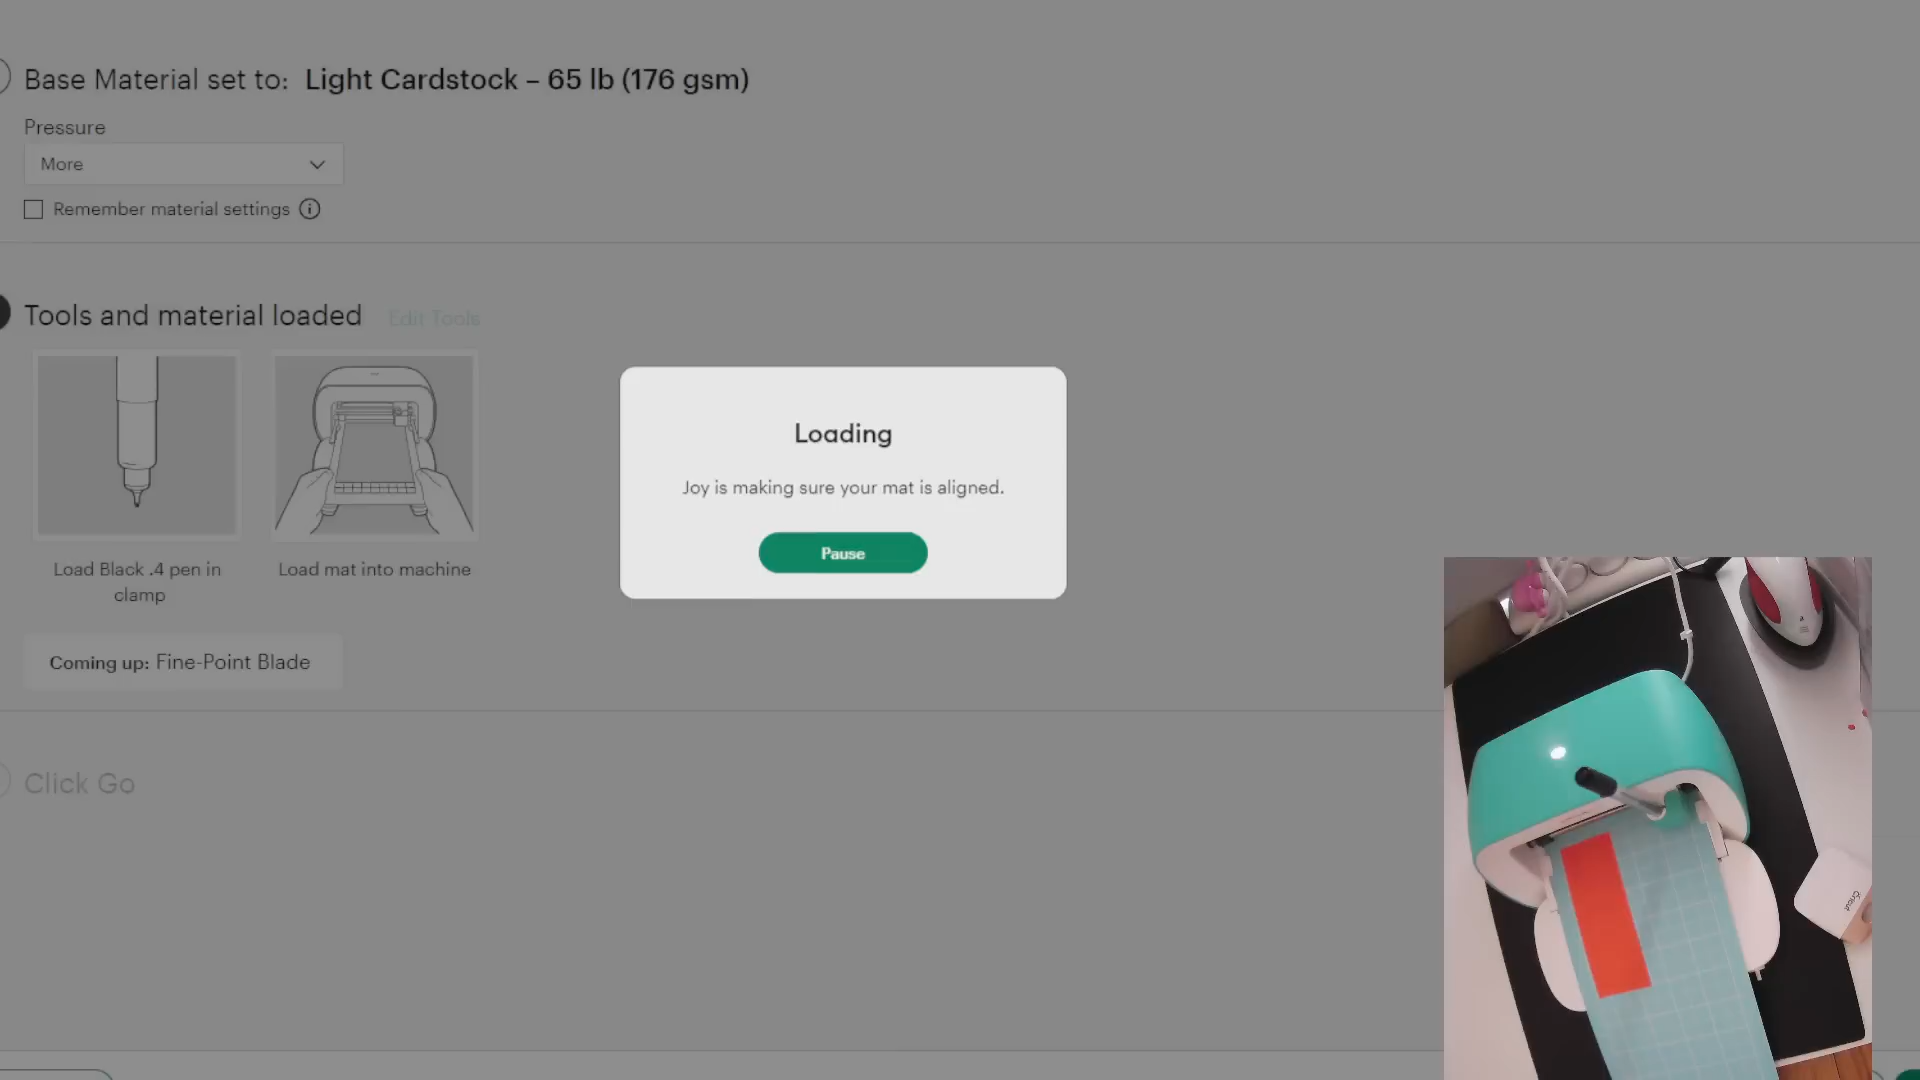 Base Material set to: Light Cardstock – 65 lb (176 gsm)
Pressure
More
Remember material settings
Tools and material loaded Edit Tools
Load Black .4 pen in
clamp
Load mat into machine
Coming up: Fine-Point Blade
Click Go
Loading
Joy is making sure your mat is aligned.
Pause
cricut